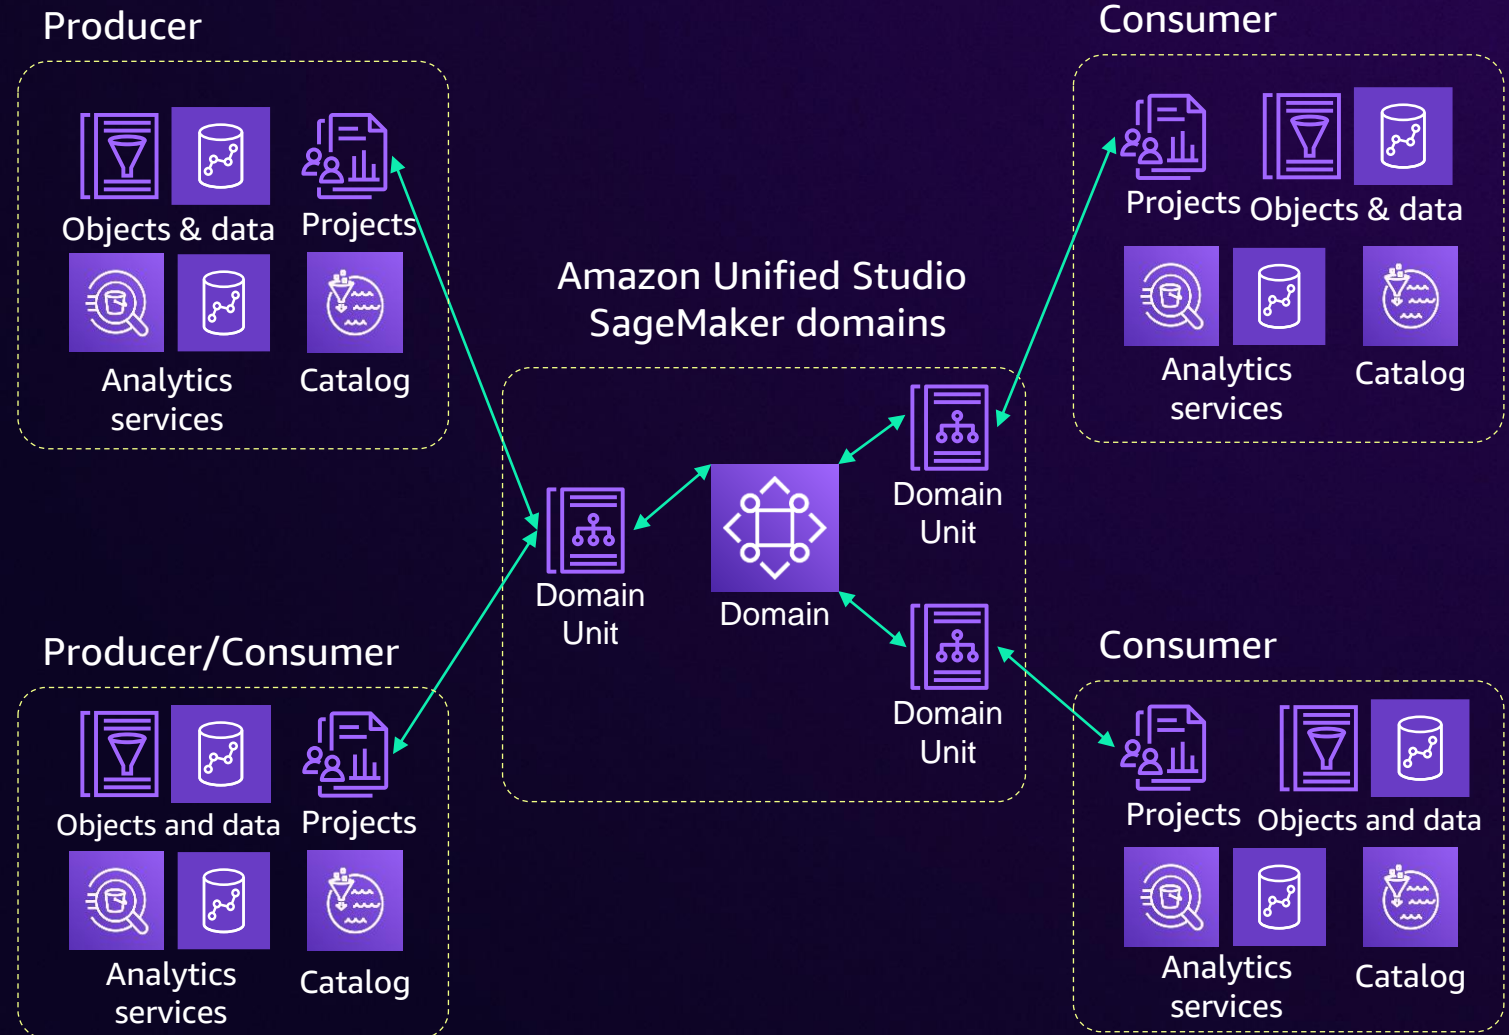 Producer
Objects & data
Projects
Analytics
services
Catalog
Consumer
Projects
Objects & data
Analytics
services
Catalog
Amazon Unified Studio
SageMaker domains
Domain
Unit
Domain
Domain
Unit
Domain
Unit
Producer/Consumer
Objects and data
Projects
Analytics
services
Catalog
Consumer
Projects
Objects and data
Analytics
services
Catalog